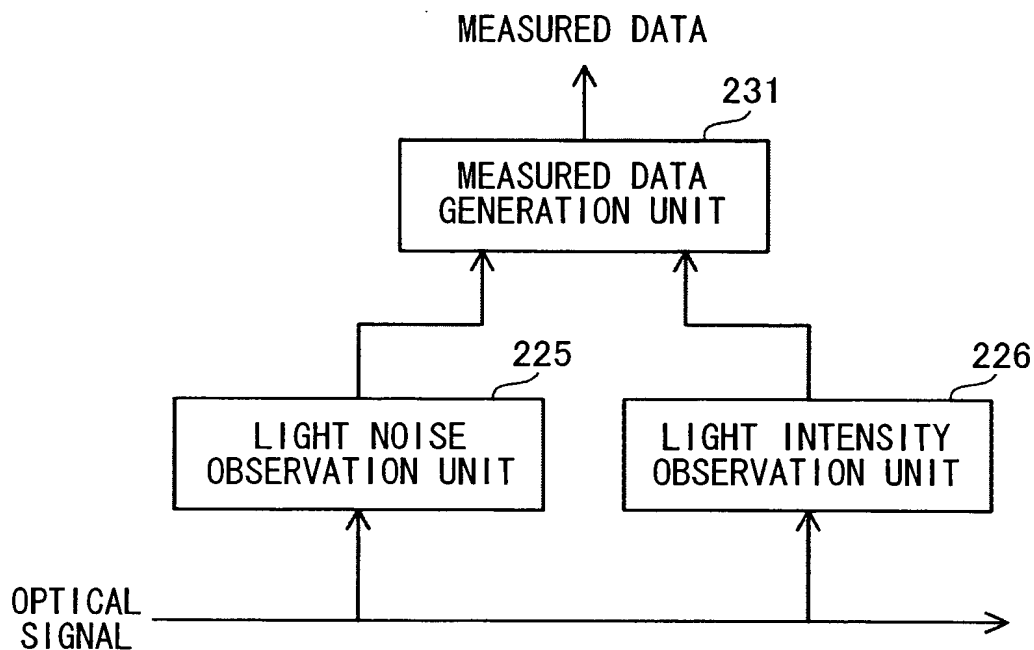 MEASURED DATA
231
MEASURED DATA
GENERATION UNIT
225
226
LIGHT NOISE
OBSERVATION UNIT
LIGHT INTENSITY
OBSERVATION UNIT
OPTICAL
SIGNAL